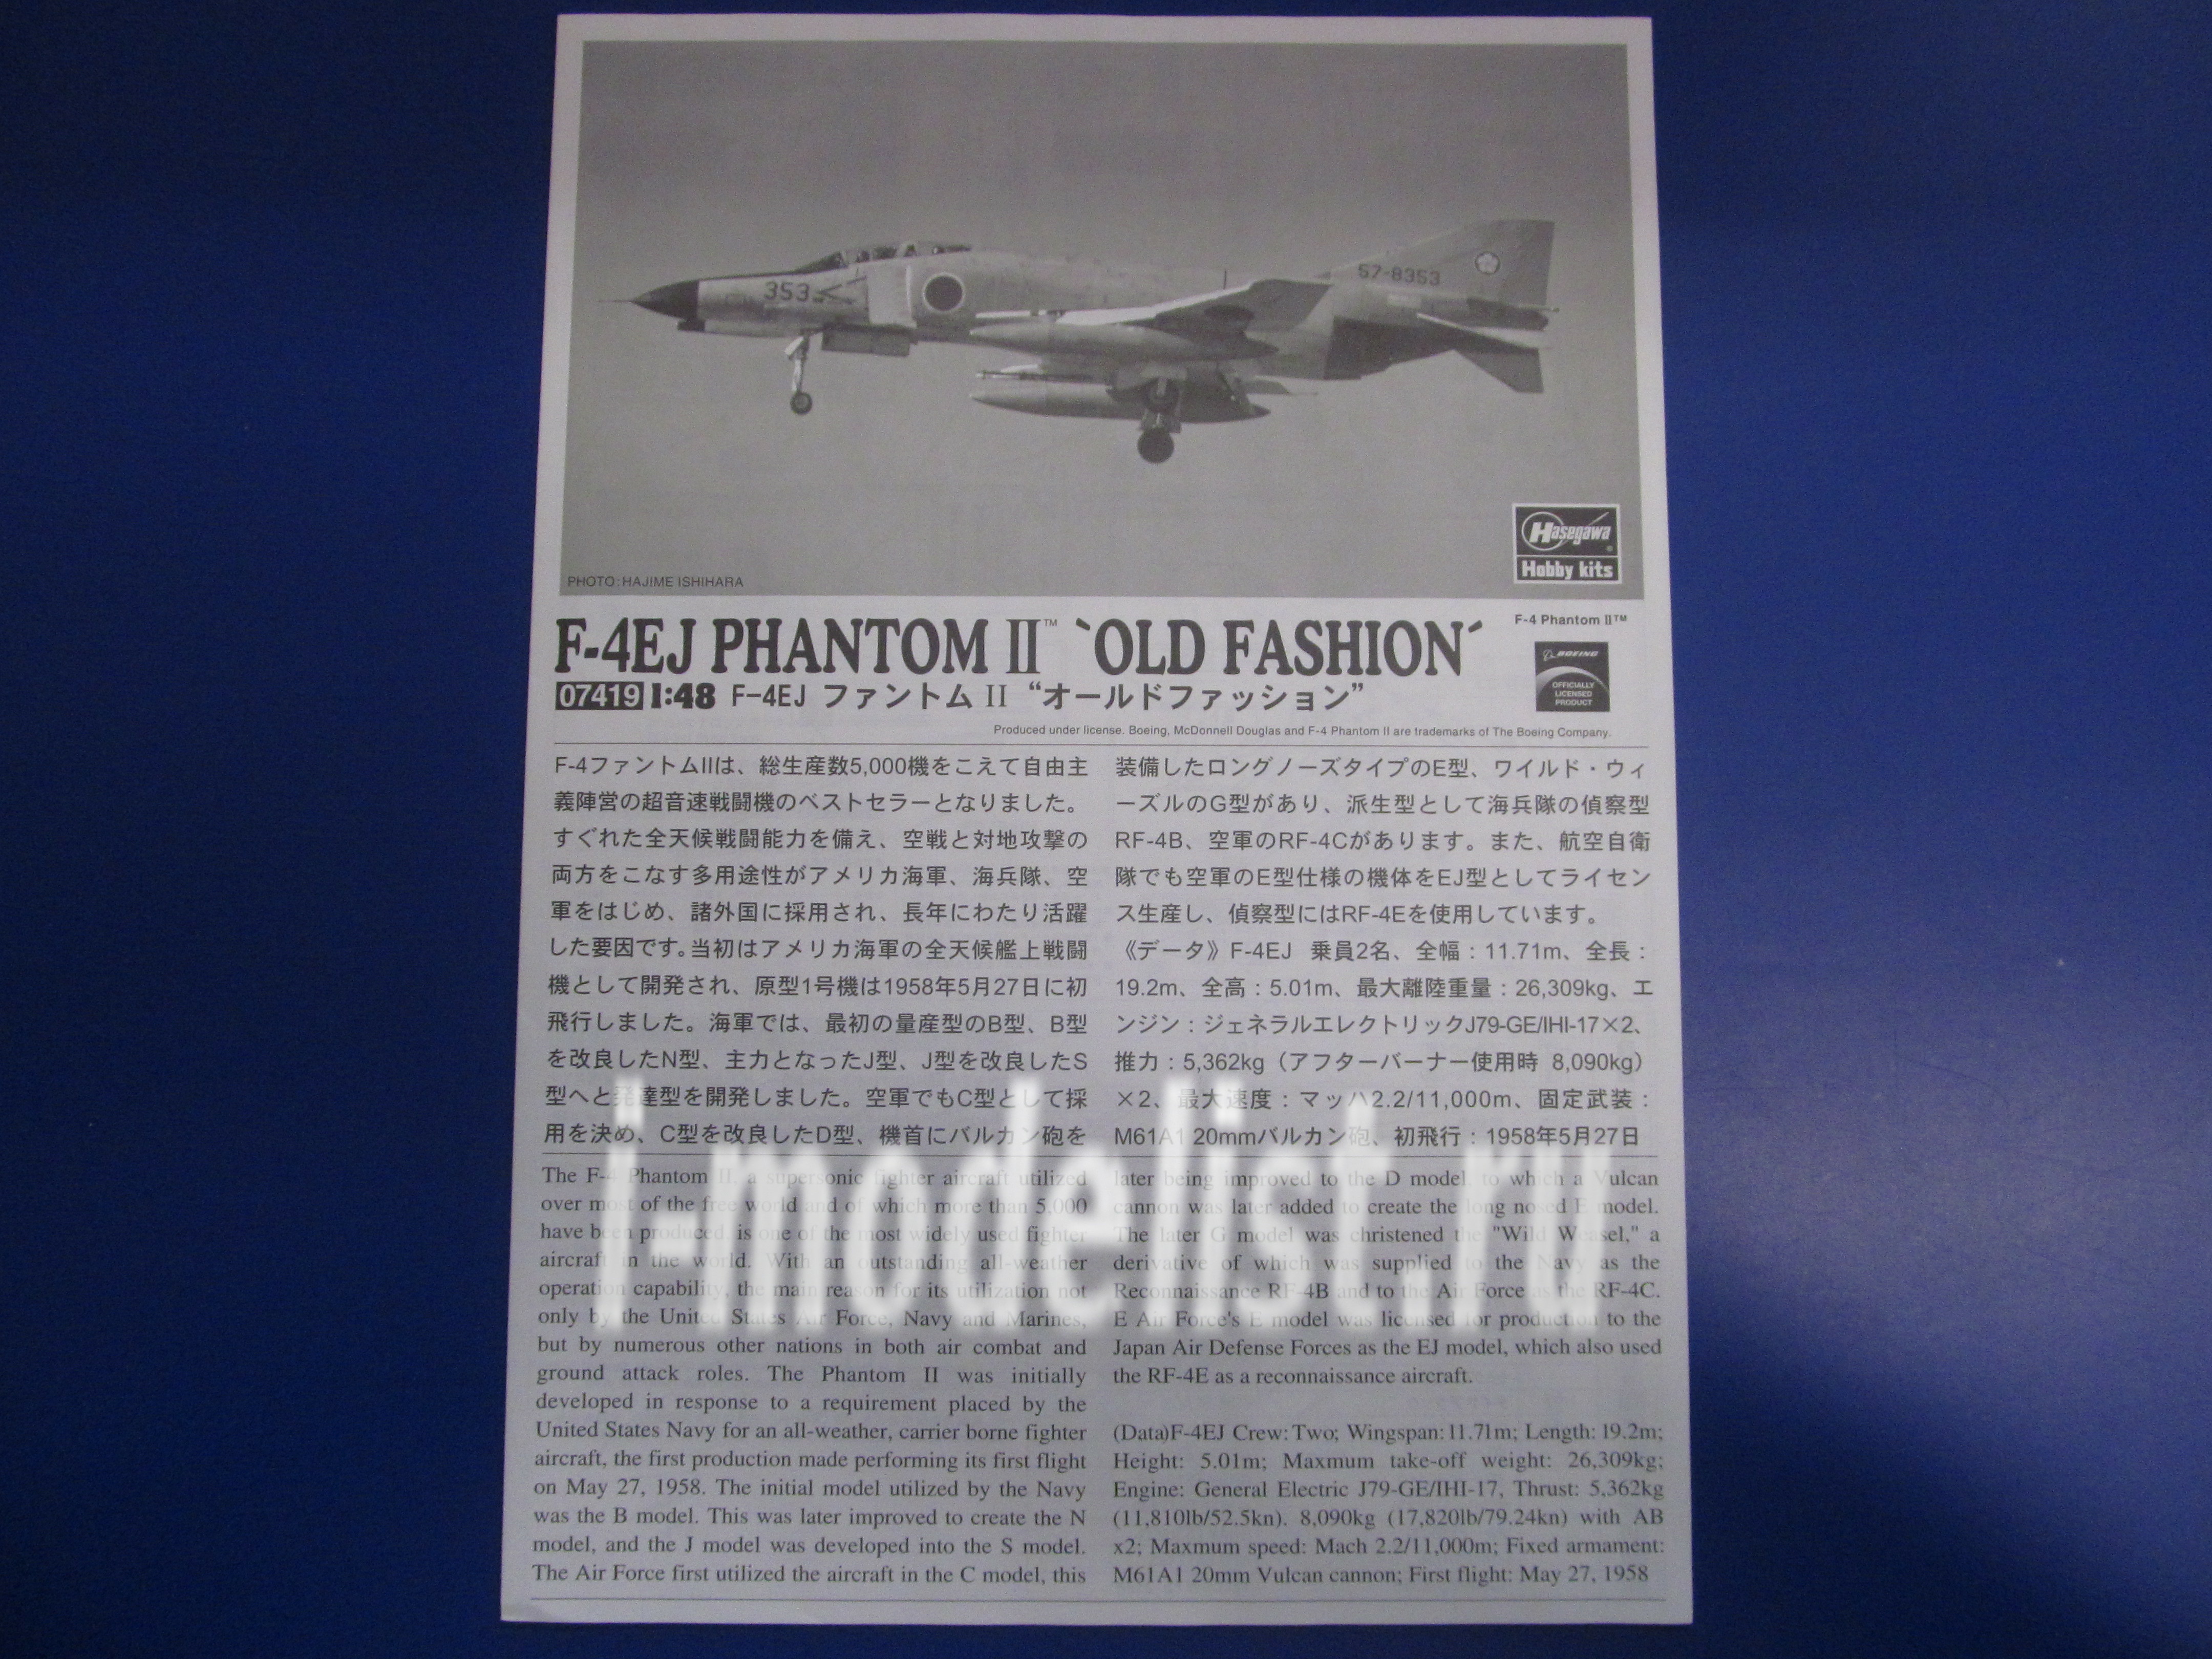 353
57-8353
Hasegawa
Hobby kits
PHOTO:HAJIME ISHIHARA
F-4EJ PHANTOM II™ `OLD FASHION´
F-4 Phantom II™
BOEING
OFFICIALLY
LICENSED
PRODUCT
07419 1:48 F-4EJ ファントム II “オールドファッション”
Produced under license. Boeing, McDonnell Douglas and F-4 Phantom II are trademarks of The Boeing Company.
F-4ファントムIIは、総生産数5,000機をこえて自由主
義陣営の超音速戦闘機のベストセラーとなりました。
すぐれた全天候戦闘能力を備え、空戦と対地攻撃の
両方をこなす多用途性がアメリカ海軍、海兵隊、空
軍をはじめ、諸外国に採用され、長年にわたり活躍
した要因です。当初はアメリカ海軍の全天候艦上戦闘
機として開発され、原型1号機は1958年5月27日に初
飛行しました。海軍では、最初の量産型のB型、B型
を改良したN型、主力となったJ型、J型を改良したS
型へと発達型を開発しました。空軍でもC型として採
用を決め、C型を改良したD型、機首にバルカン砲を
装備したロングノーズタイプのE型、ワイルド・ウィ
ーズルのG型があり、派生型として海兵隊の偵察型
RF-4B、空軍のRF-4Cがあります。また、航空自衛
隊でも空軍のE型仕様の機体をEJ型としてライセン
ス生産し、偵察型にはRF-4Eを使用しています。
《データ》F-4EJ 乗員2名、全幅：11.71m、全長：
19.2m、全高：5.01m、最大離陸重量：26,309kg、エ
ンジン：ジェネラルエレクトリックJ79-GE/IHI-17×2、
推力：5,362kg（アフターバーナー使用時 8,090kg）
×2、最大速度：マッハ2.2/11,000m、固定武装：
M61A1 20mmバルカン砲、初飛行：1958年5月27日
The F-4 Phantom II, a supersonic fighter aircraft utilized
over most of the free world and of which more than 5,000
have been produced, is one of the most widely used fighter
aircraft in the world. With an outstanding all-weather
operation capability, the main reason for its utilization not
only by the United States Air Force, Navy and Marines,
but by numerous other nations in both air combat and
ground attack roles. The Phantom II was initially
developed in response to a requirement placed by the
United States Navy for an all-weather, carrier borne fighter
aircraft, the first production made performing its first flight
on May 27, 1958. The initial model utilized by the Navy
was the B model. This was later improved to create the N
model, and the J model was developed into the S model.
The Air Force first utilized the aircraft in the C model, this
later being improved to the D model, to which a Vulcan
cannon was later added to create the long nosed E model.
The later G model was christened the "Wild Weasel," a
derivative of which was supplied to the Navy as the
Reconnaissance RF-4B and to the Air Force as the RF-4C.
E Air Force's E model was licensed for production to the
Japan Air Defense Forces as the EJ model, which also used
the RF-4E as a reconnaissance aircraft.
(Data)F-4EJ Crew: Two; Wingspan: 11.71m; Length: 19.2m;
Height: 5.01m; Maxmum take-off weight: 26,309kg;
Engine: General Electric J79-GE/IHI-17, Thrust: 5,362kg
(11,810lb/52.5kn). 8,090kg (17,820lb/79.24kn) with AB
x2; Maxmum speed: Mach 2.2/11,000m; Fixed armament:
M61A1 20mm Vulcan cannon; First flight: May 27, 1958
i-modelist.ru